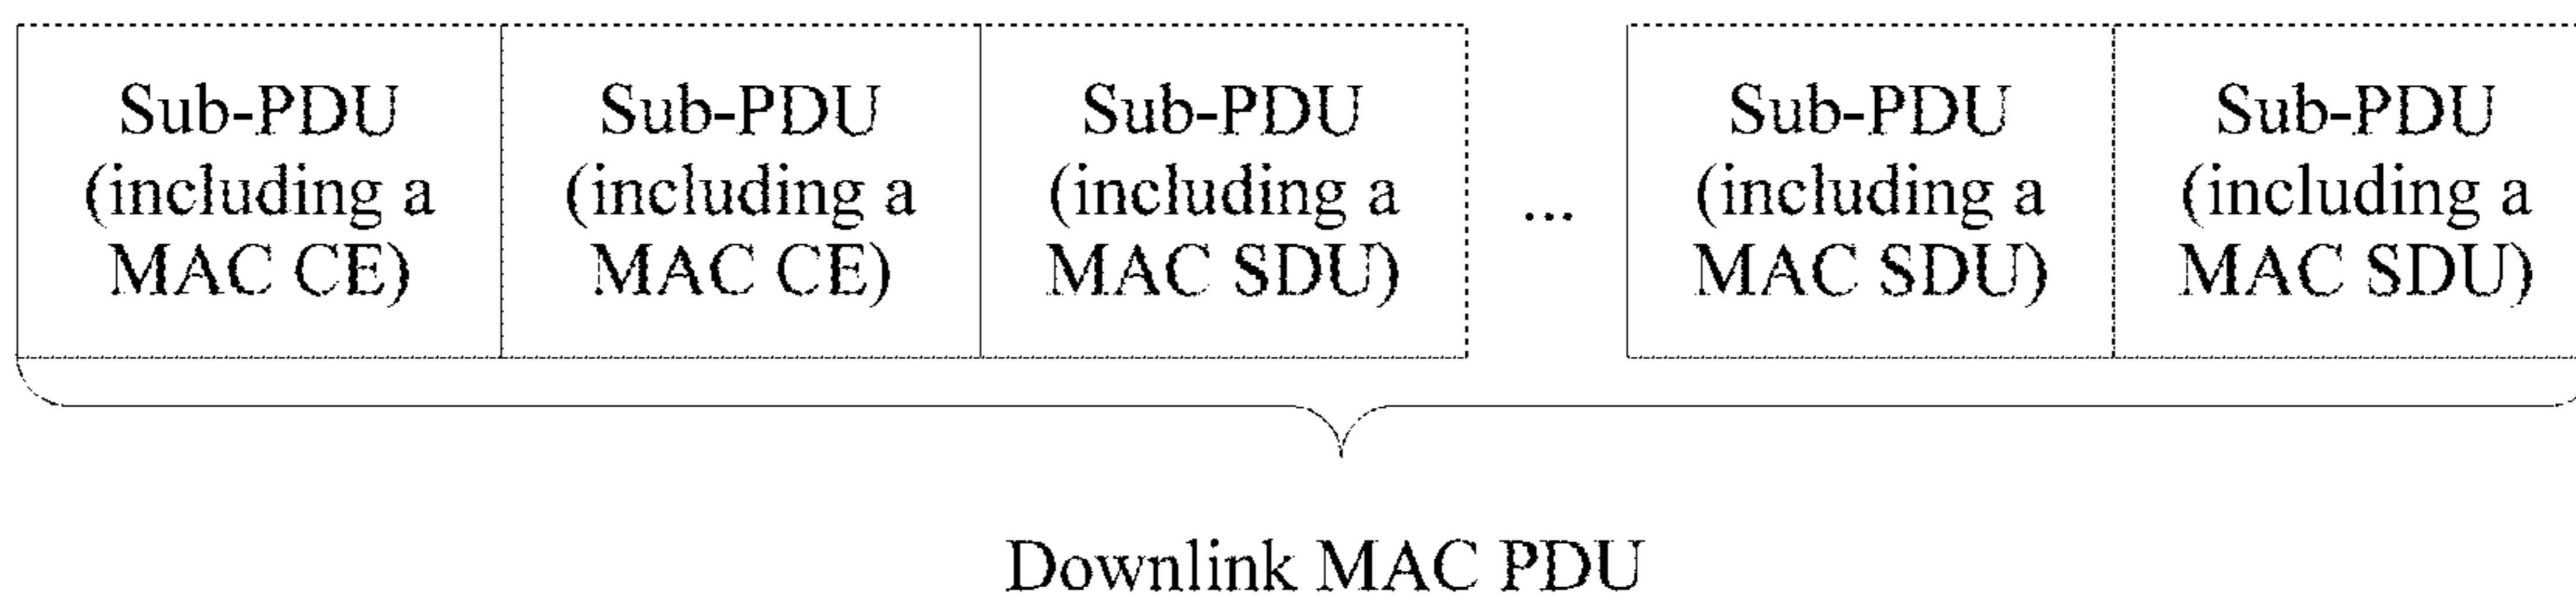 Sub-PDU
(including a
MAC CE)
Sub-PDU
(including a
MAC CE)
Sub-PDU
(including a
MAC SDU)
...
Sub-PDU
(including a
MAC SDU)
Sub-PDU
(including a
MAC SDU)
Downlink MAC PDU